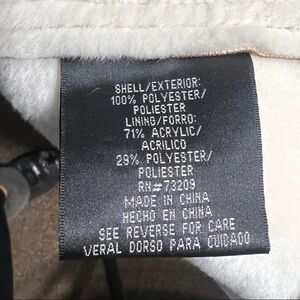 SHELL/EXTERIOR:
100% POLYESTER/
POLIESTER
LINING/FORRO:
71% ACRYLIC/
ACRILICO
29% POLYESTER/
POLIESTER
RN#73209
MADE IN CHINA
HECHO EN CHINA
SEE REVERSE FOR CARE
VERAL DORSO PARA CUIDADO